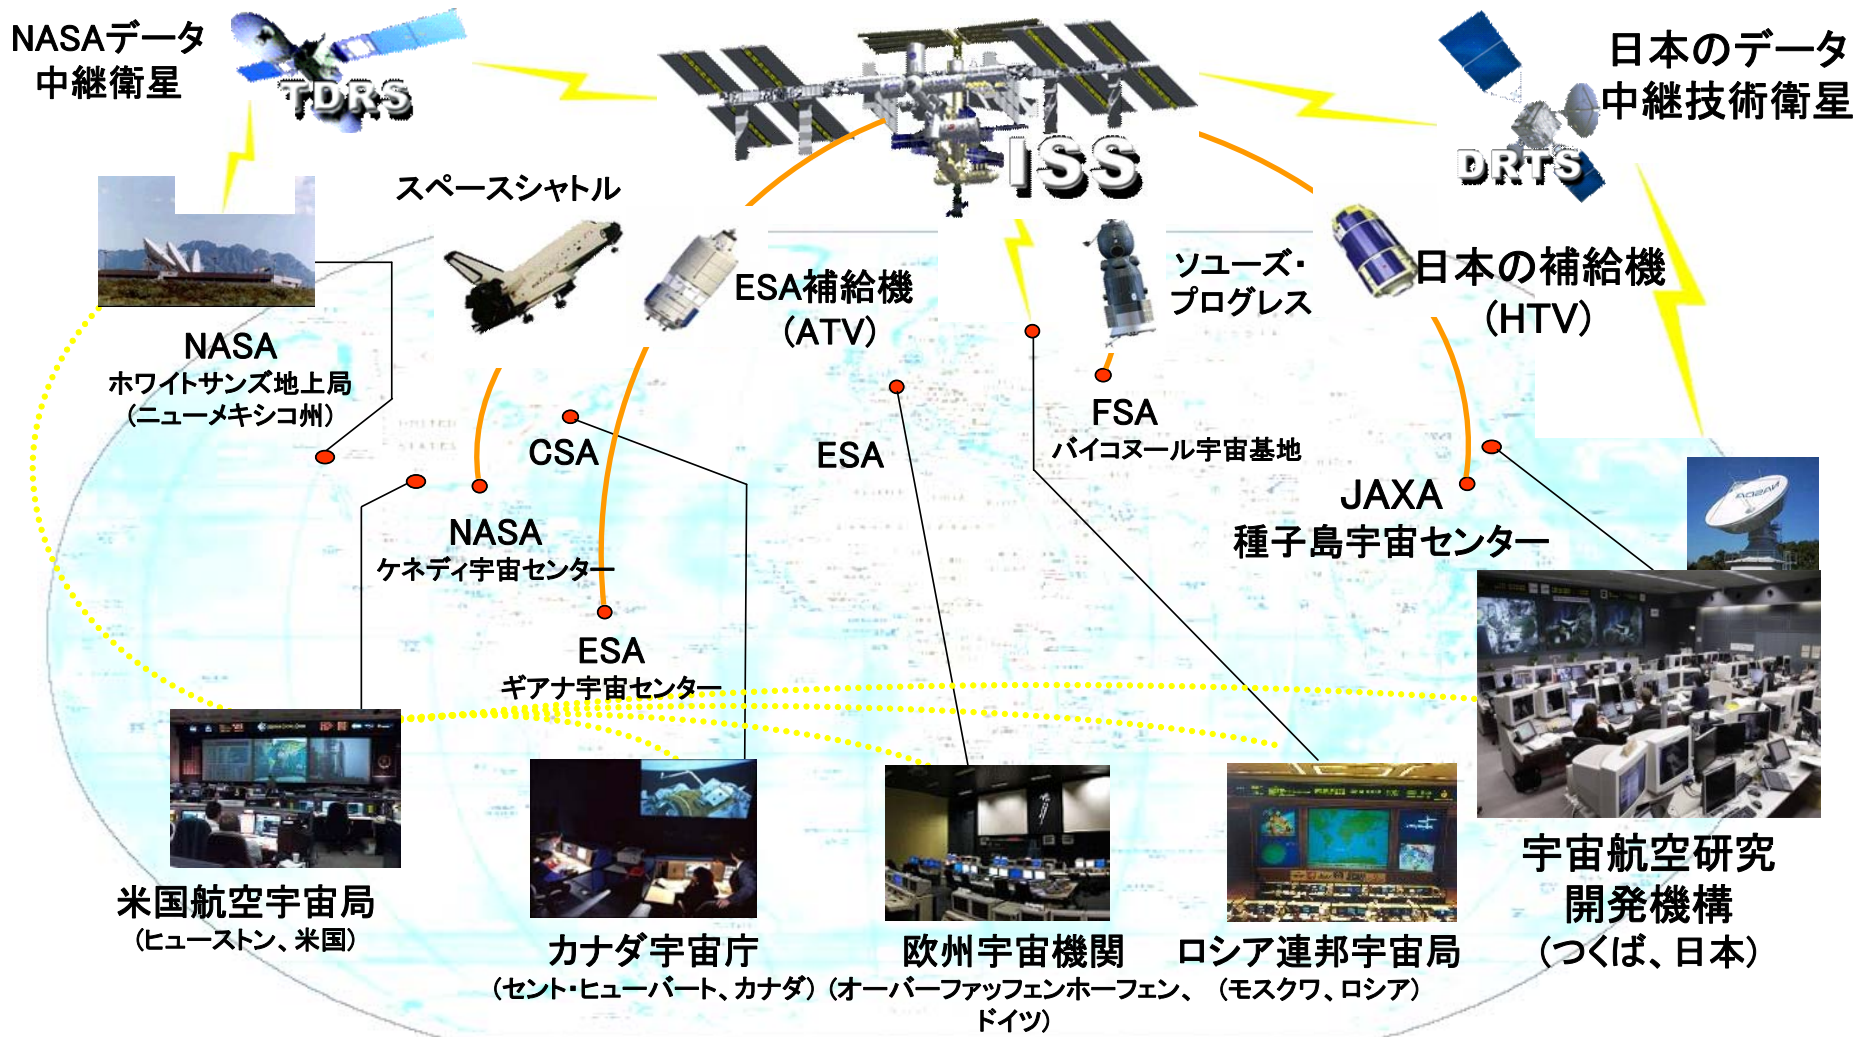 NASAデータ
中継衛星
TDRS
ISS
日本のデータ
中継技術衛星
DRTS
スペースシャトル
ESA補給機
(ATV)
ソユーズ・
プログレス
日本の補給機
(HTV)
NASA
ホワイトサンズ地上局
(ニューメキシコ州)
CSA
ESA
FSA
バイコヌール宇宙基地
JAXA
種子島宇宙センター
NASA
ケネディ宇宙センター
ESA
ギアナ宇宙センター
米国航空宇宙局
(ヒューストン、米国)
カナダ宇宙庁
(セント・ヒューバート、カナダ)
欧州宇宙機関
(オーバーファッフェンホーフェン、
ドイツ)
ロシア連邦宇宙局
(モスクワ、ロシア)
宇宙航空研究
開発機構
(つくば、日本)